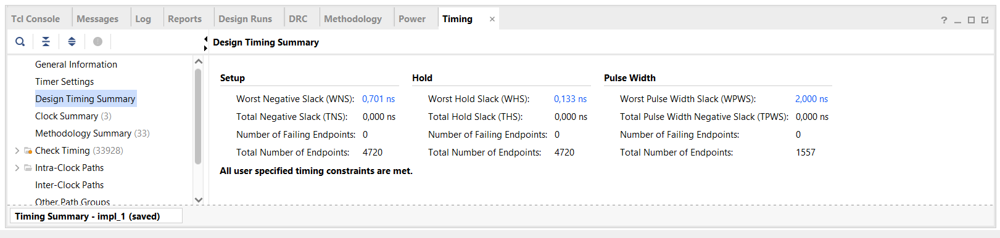 Tcl Console Messages Log Reports Design Runs DRC Methodology Power Timing × ?
Design Timing Summary
General Information
Timer Settings
Design Timing Summary
Clock Summary (3)
Methodology Summary (33)
Check Timing (33928)
Intra-Clock Paths
Inter-Clock Paths
Other Path Groups
Setup
Worst Negative Slack (WNS): 0,701 ns
Total Negative Slack (TNS): 0,000 ns
Number of Failing Endpoints: 0
Total Number of Endpoints: 4720
Hold
Worst Hold Slack (WHS): 0,133 ns
Total Hold Slack (THS): 0,000 ns
Number of Failing Endpoints: 0
Total Number of Endpoints: 4720
Pulse Width
Worst Pulse Width Slack (WPWS): 2,000 ns
Total Pulse Width Negative Slack (TPWS): 0,000 ns
Number of Failing Endpoints: 0
Total Number of Endpoints: 1557
All user specified timing constraints are met.
Timing Summary - impl_1 (saved)